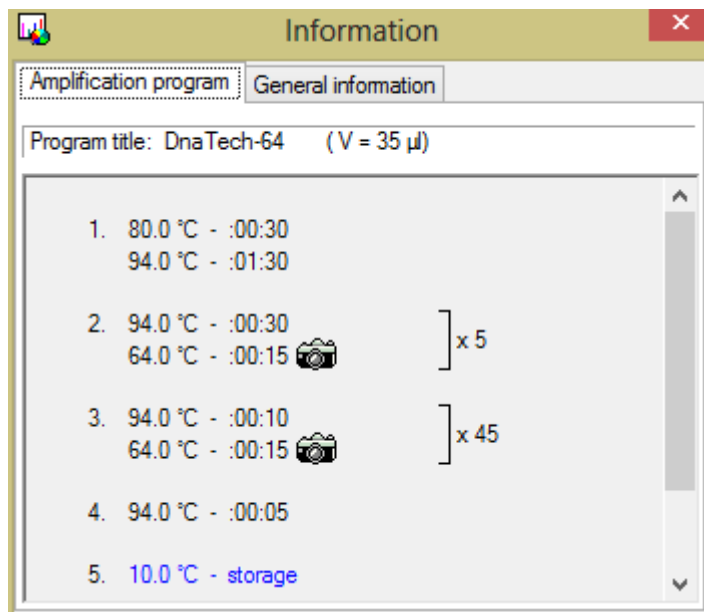 Information
Amplification program General information
Program title: DnaTech-64 ( V = 35 µl)
1. 80.0 °C - :00:30
94.0 °C - :01:30
2. 94.0 °C - :00:30
64.0 °C - :00:15
x 5
3. 94.0 °C - :00:10
64.0 °C - :00:15
x 45
4. 94.0 °C - :00:05
5. 10.0 °C - storage